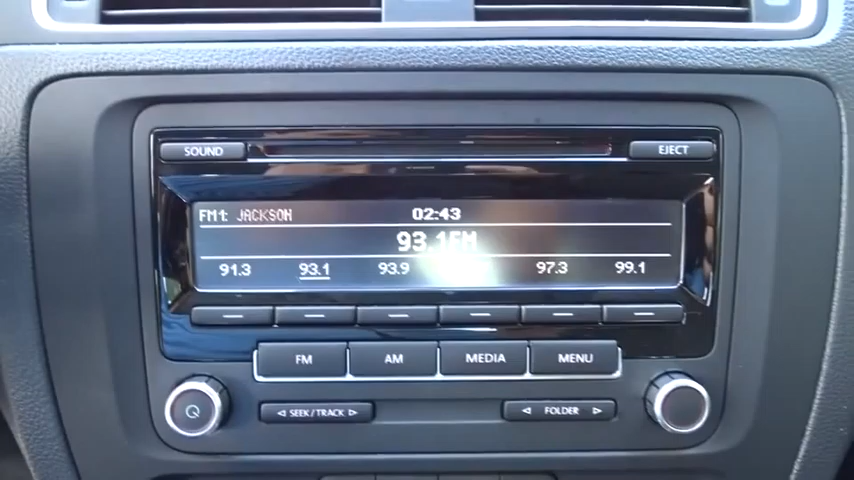 SOUND
EJECT
FM1: JACKSON 02:43
93.1FM
91.3 93.1 93.9 97.3 99.1
FM AM MEDIA MENU
◁ SEEK/TRACK ▷ ◁ FOLDER ▷